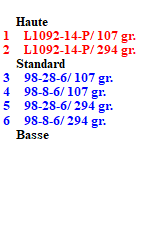 Haute
1 L1092-14-P/ 107 gr.
2 L1092-14-P/ 294 gr.
Standard
3 98-28-6/ 107 gr.
4 98-8-6/ 107 gr.
5 98-28-6/ 294 gr.
6 98-8-6/ 294 gr.
Basse